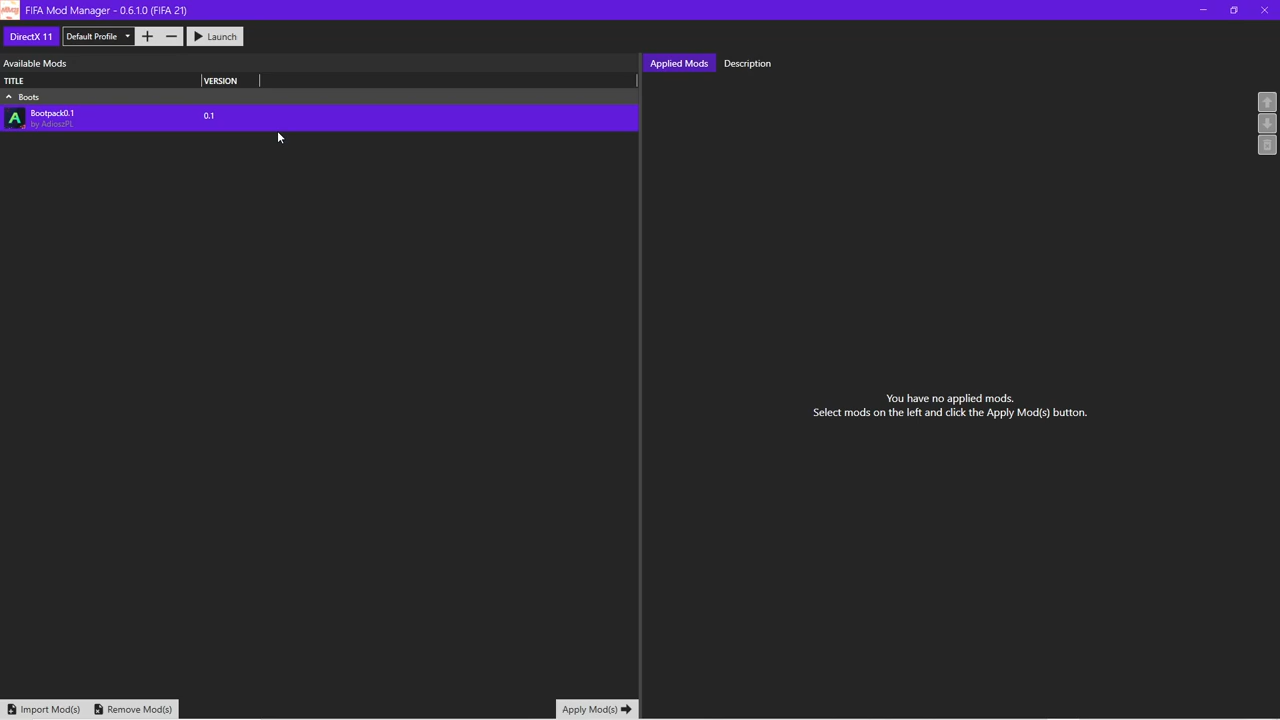 FIFA Mod Manager - 0.6.1.0 (FIFA 21)
DirectX 11
Default Profile
Launch
Available Mods
TITLE
VERSION
Boots
A
Bootpack0.1
0.1
by AdioszPL
Applied Mods
Description
You have no applied mods.
Select mods on the left and click the Apply Mod(s) button.
Import Mod(s)
Remove Mod(s)
Apply Mod(s)